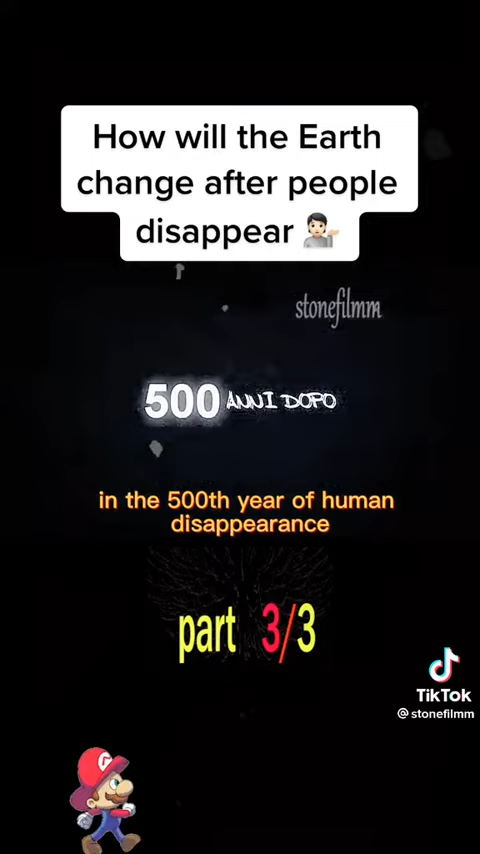 How will the Earth
change after people
disappear 💁🏻
stonefilmm
500 ANNI DOPO
in the 500th year of human
disappearance
part 3/3
TikTok
@stonefilmm